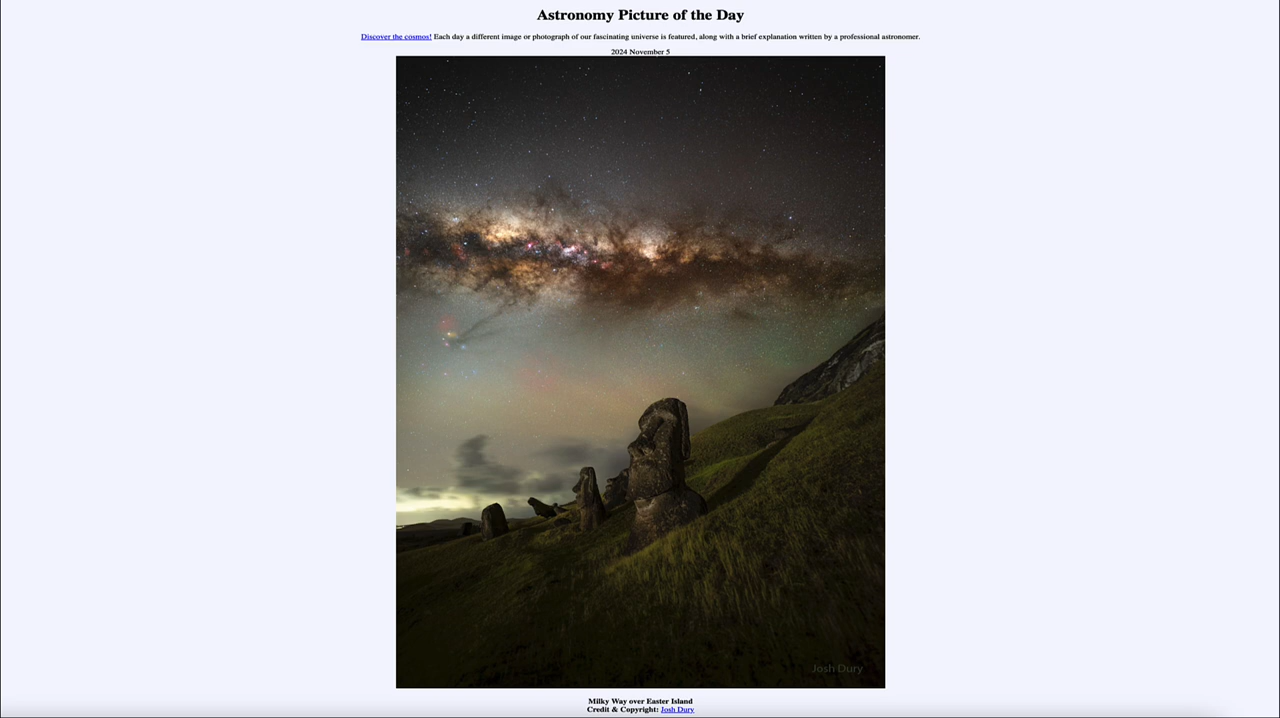 Astronomy Picture of the Day
Discover the cosmos! Each day a different image or photograph of our fascinating universe is featured, along with a brief explanation written by a professional astronomer.
2024 November 5
Josh Dury
Milky Way over Easter Island
Credit & Copyright: Josh Dury